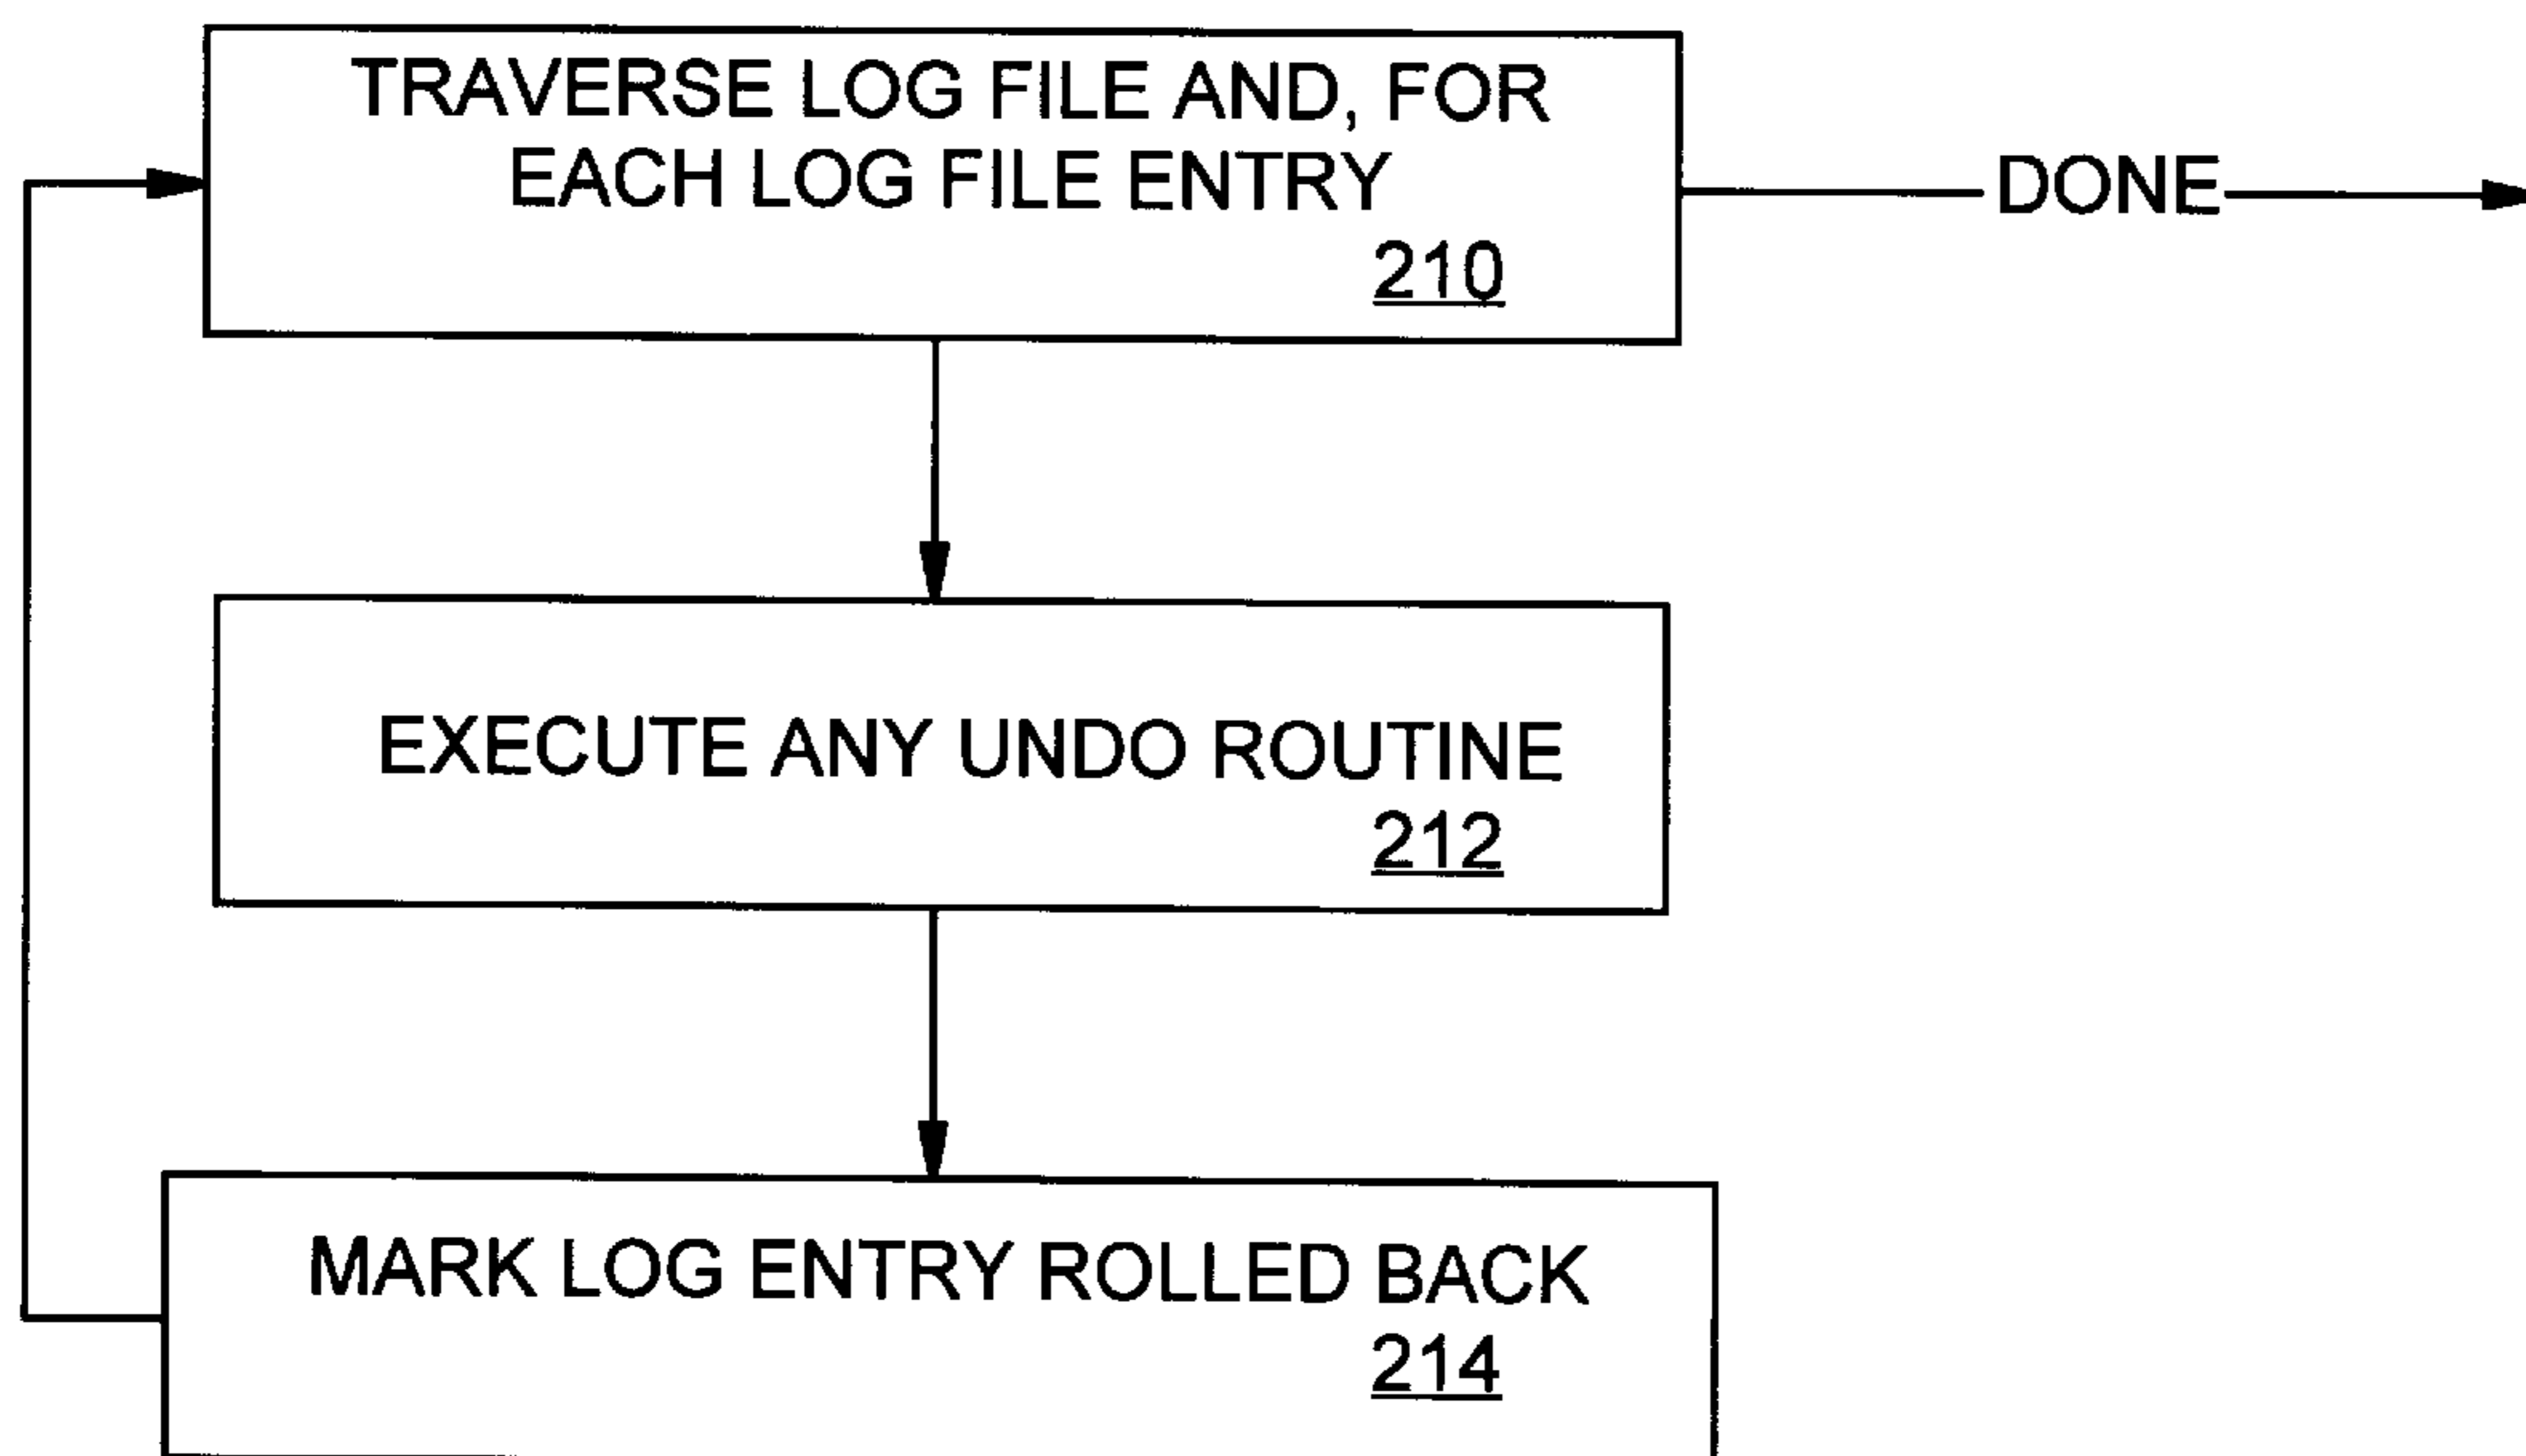 TRAVERSE LOG FILE AND, FOR
EACH LOG FILE ENTRY
210
DONE
EXECUTE ANY UNDO ROUTINE
212
MARK LOG ENTRY ROLLED BACK
214